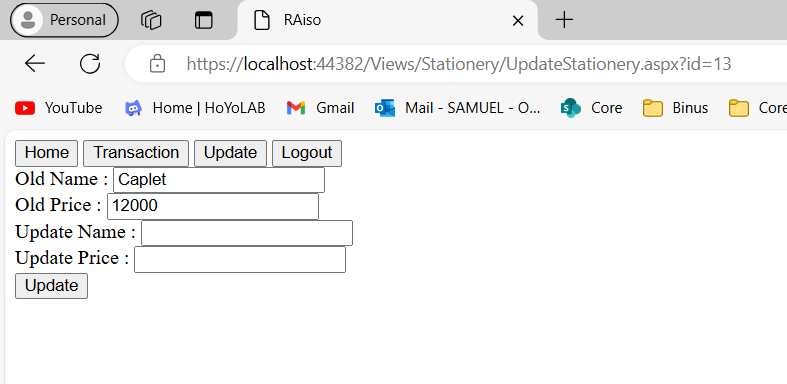 Personal RAiso
https://localhost:44382/Views/Stationery/UpdateStationery.aspx?id=13
YouTube Home | HoYoLAB Gmail Mail - SAMUEL - O... Core Binus Core
Home Transaction Update Logout
Old Name : Caplet
Old Price : 12000
Update Name :
Update Price :
Update